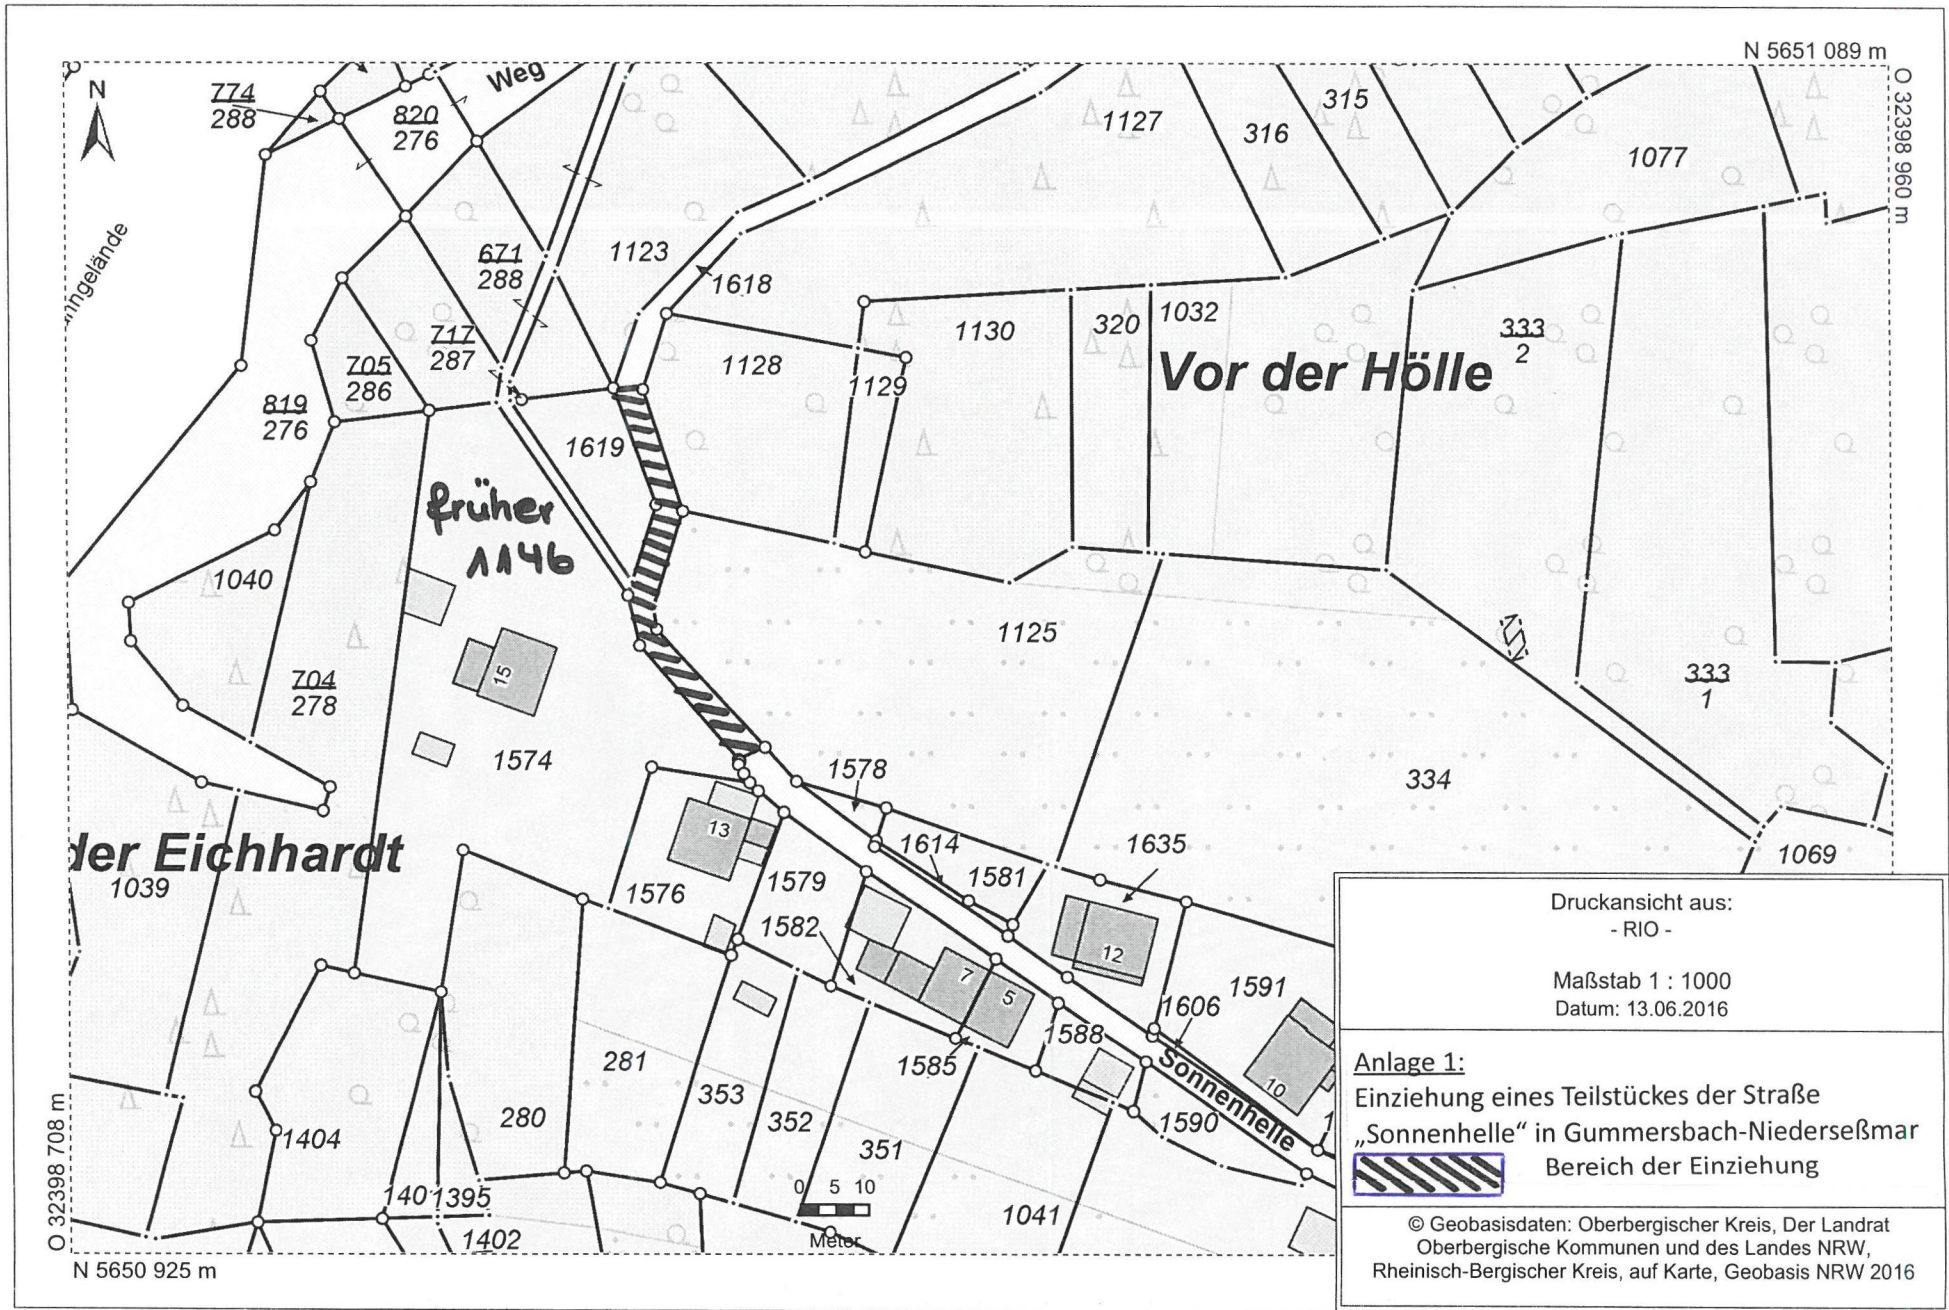 N 5651 089 m
O 32398 960 m
N
Weg
774
288
820
276
315
316
1127
1077
671
288
1123
1618
717
287
705
286
819
276
1128
1129
1130
320
1032
333
2
Vor der Hölle
1619
früher
1146
1040
704
278
15
1574
1125
334
333
1
1578
1635
1614
1581
1069
der Eichhardt
1039
13
1576
1579
1582
12
7
5
1591
1606
1588
1585
Sonnenhelle
10
1590
281
353
352
351
280
1404
140
1395
1402
1041
0 5 10
Meter
O 32398 708 m
N 5650 925 m
Druckansicht aus:
- RIO -
Maßstab 1 : 1000
Datum: 13.06.2016
Anlage 1:
Einziehung eines Teilstückes der Straße
„Sonnenhelle“ in Gummersbach-Niederseßmar
Bereich der Einziehung
© Geobasisdaten: Oberbergischer Kreis, Der Landrat
Oberbergische Kommunen und des Landes NRW,
Rheinisch-Bergischer Kreis, auf Karte, Geobasis NRW 2016